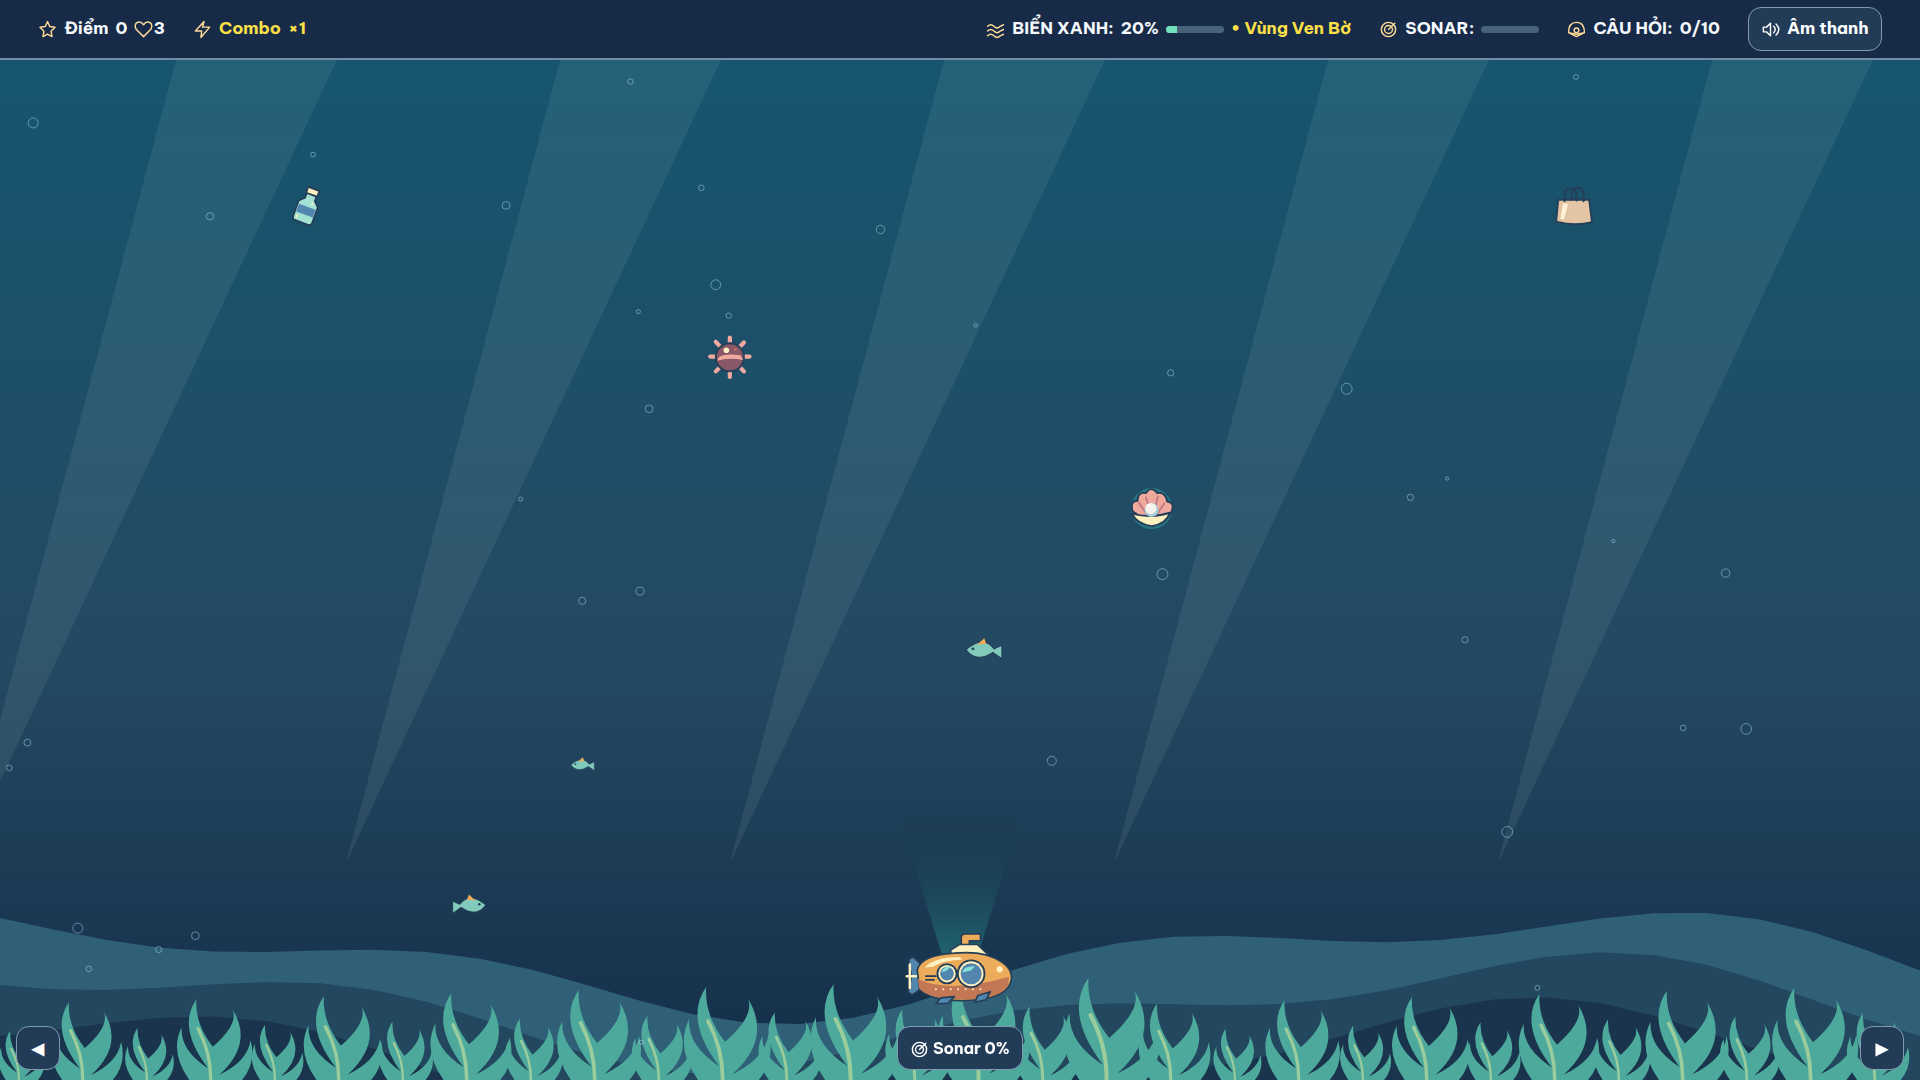 Điểm 0 3 Combo ×1 BIỂN XANH: 20% • Vùng Ven Bờ SONAR: CÂU HỎI: 0/10 Âm thanh
Sonar 0%